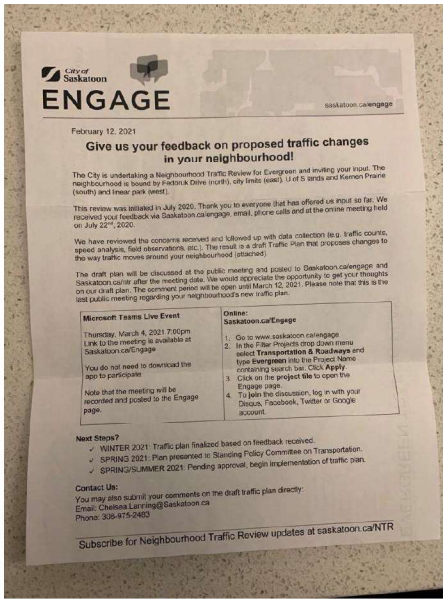 City of
Saskatoon
ENGAGE
saskatoon.ca/engage
February 12, 2021
Give us your feedback on proposed traffic changes
in your neighbourhood!
The City is undertaking a Neighbourhood Traffic Review for Evergreen and inviting your input. The
neighbourhood is bound by Fedoruk Drive (north), city limits (east), U of S lands and Kernen Prairie
(south) and linear park (west).
This review was initiated in July 2020. Thank you to everyone that has offered us input so far. We
received your feedback via Saskatoon.ca/engage, email, phone calls and at the online meeting held
on July 22nd, 2020.
We have reviewed the concerns received and followed up with data collection (e.g. traffic counts,
speed analysis, field observations, etc.). The result is a draft Traffic Plan that proposes changes to
the way traffic moves around your neighbourhood (attached).
The draft plan will be discussed at the public meeting and posted to Saskatoon.ca/engage and
Saskatoon.ca/ntr after the meeting date. We would appreciate the opportunity to get your thoughts
on our draft plan. The comment period will be open until March 12, 2021. Please note that this is the
last public meeting regarding your neighbourhood's new traffic plan.
Microsoft Teams Live Event
Thursday, March 4, 2021 7:00pm
Link to the meeting is available at
Saskatoon.ca/Engage
You do not need to download the
app to participate
Note that the meeting will be
recorded and posted to the Engage
page.
Online:
Saskatoon.ca/Engage
1. Go to www.saskatoon.ca/engage
2. In the Filter Projects drop down menu
select Transportation & Roadways and
type Evergreen into the Project Name
containing search bar. Click Apply.
3. Click on the project file to open the
Engage page.
4. To join the discussion, log in with your
Disqus, Facebook, Twitter or Google
account.
Next Steps?
✓ WINTER 2021: Traffic plan finalized based on feedback received.
✓ SPRING 2021: Plan presented to Standing Policy Committee on Transportation.
✓ SPRING/SUMMER 2021: Pending approval, begin implementation of traffic plan.
Contact Us:
You may also submit your comments on the draft traffic plan directly:
Email: Chelsea.Lanning@Saskatoon.ca
Phone: 306-975-2483
Subscribe for Neighbourhood Traffic Review updates at saskatoon.ca/NTR